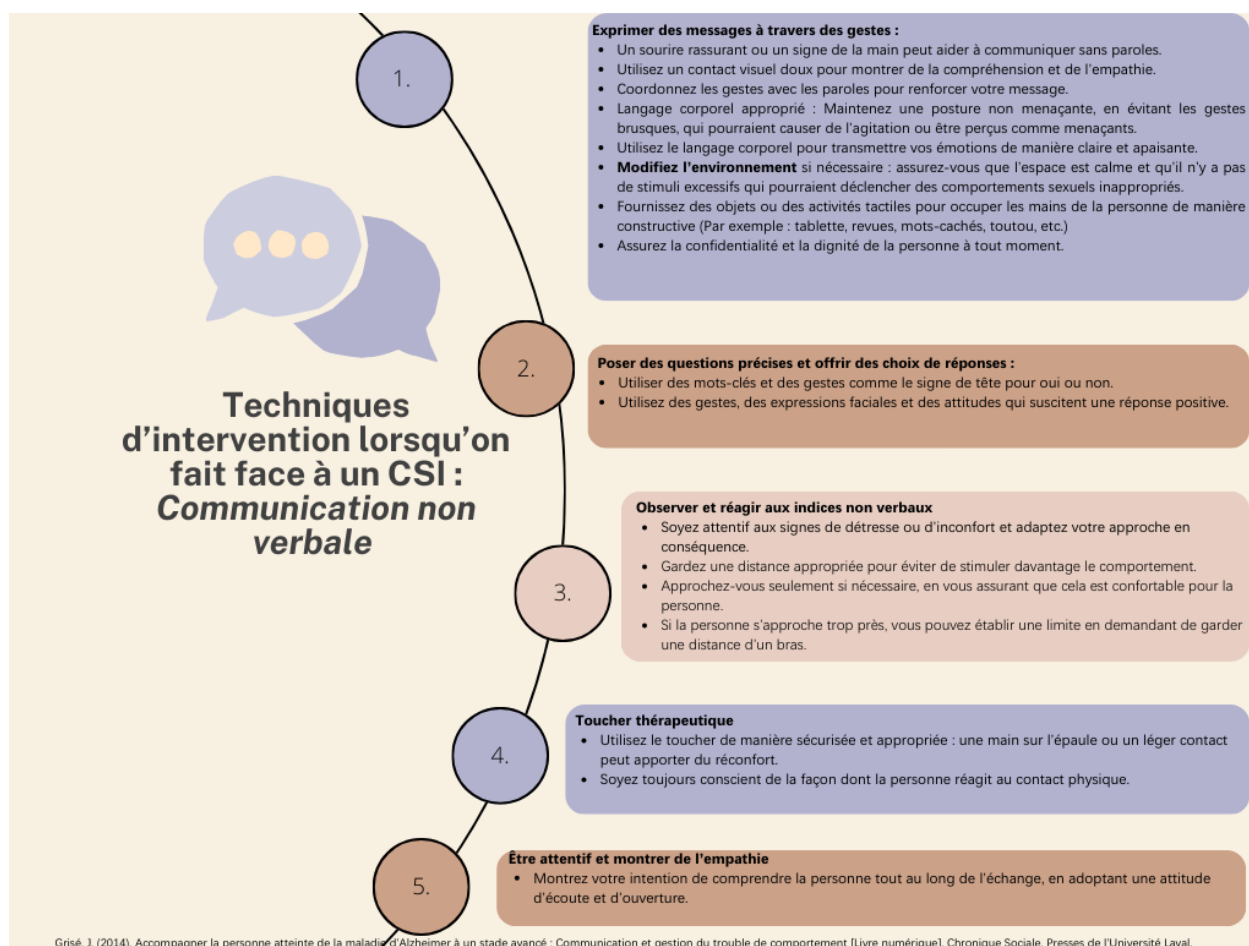 1.
Exprimer des messages à travers des gestes :
• Un sourire rassurant ou un signe de la main peut aider à communiquer sans paroles.
• Utilisez un contact visuel doux pour montrer de la compréhension et de l'empathie.
• Coordonnez les gestes avec les paroles pour renforcer votre message.
• Langage corporel approprié : Maintenez une posture non menaçante, en évitant les gestes
brusques, qui pourraient causer de l'agitation ou être perçus comme menaçants.
• Utilisez le langage corporel pour transmettre vos émotions de manière claire et apaisante.
• Modifiez l'environnement si nécessaire : assurez-vous que l'espace est calme et qu'il n'y a pas
de stimuli excessifs qui pourraient déclencher des comportements sexuels inappropriés.
• Fournissez des objets ou des activités tactiles pour occuper les mains de la personne de manière
constructive (Par exemple : tablette, revues, mots-cachés, toutou, etc.)
• Assurez la confidentialité et la dignité de la personne à tout moment.
Techniques
d'intervention lorsqu'on
fait face à un CSI :
Communication non
verbale
2.
Poser des questions précises et offrir des choix de réponses :
• Utiliser des mots-clés et des gestes comme le signe de tête pour oui ou non.
• Utilisez des gestes, des expressions faciales et des attitudes qui suscitent une réponse positive.
3.
Observer et réagir aux indices non verbaux
• Soyez attentif aux signes de détresse ou d'inconfort et adaptez votre approche en
conséquence.
• Gardez une distance appropriée pour éviter de stimuler davantage le comportement.
• Approchez-vous seulement si nécessaire, en vous assurant que cela est confortable pour la
personne.
• Si la personne s'approche trop près, vous pouvez établir une limite en demandant de garder
une distance d'un bras.
4.
Toucher thérapeutique
• Utilisez le toucher de manière sécurisée et appropriée : une main sur l'épaule ou un léger contact
peut apporter du réconfort.
• Soyez toujours conscient de la façon dont la personne réagit au contact physique.
5.
Être attentif et montrer de l'empathie
• Montrez votre intention de comprendre la personne tout au long de l'échange, en adoptant une attitude
d'écoute et d'ouverture.
Grisé, J. (2014). Accompagner la personne atteinte de la maladie d'Alzheimer à un stade avancé : Communication et gestion du trouble de comportement [Livre numérique]. Chronique Sociale. Presses de l'Université Laval.